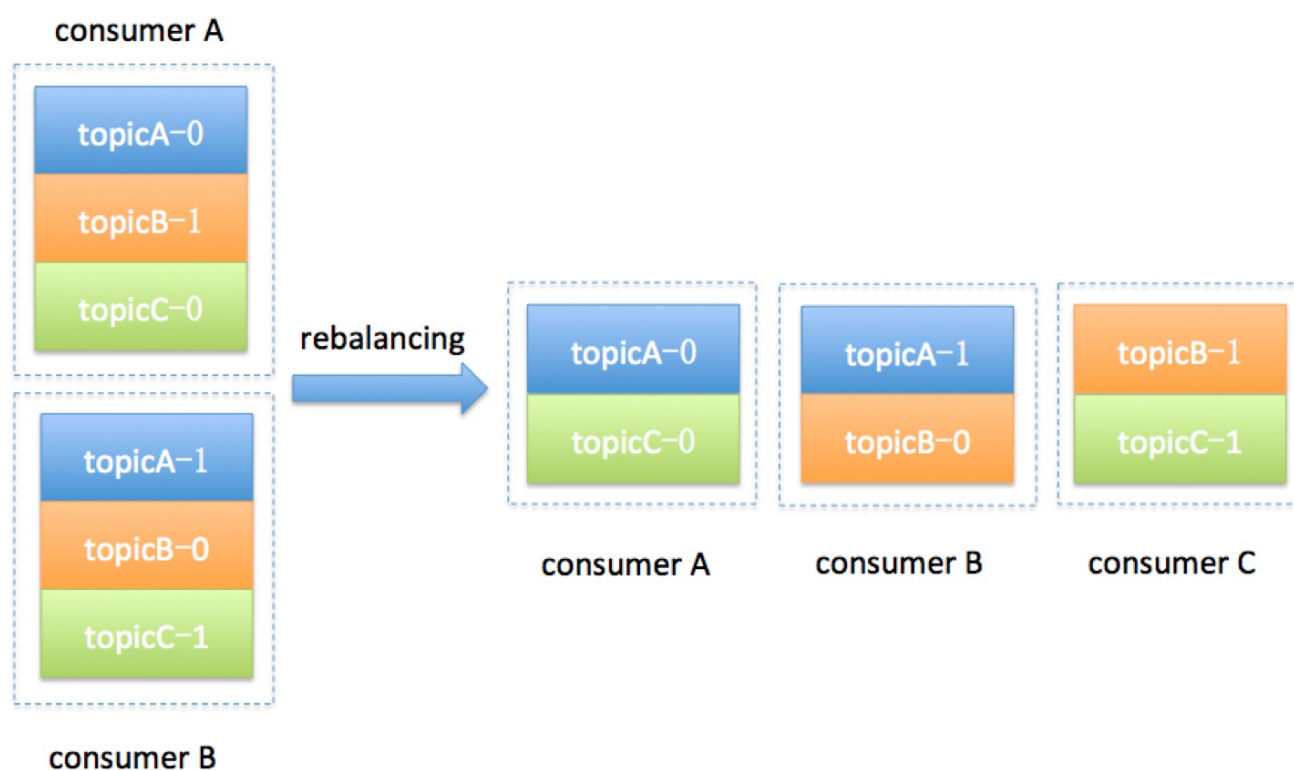 consumer A
topicA-0
topicB-1
topicC-0
topicA-1
topicB-0
topicC-1
consumer B
rebalancing
topicA-0
topicC-0
consumer A
topicA-1
topicB-0
consumer B
topicB-1
topicC-1
consumer C